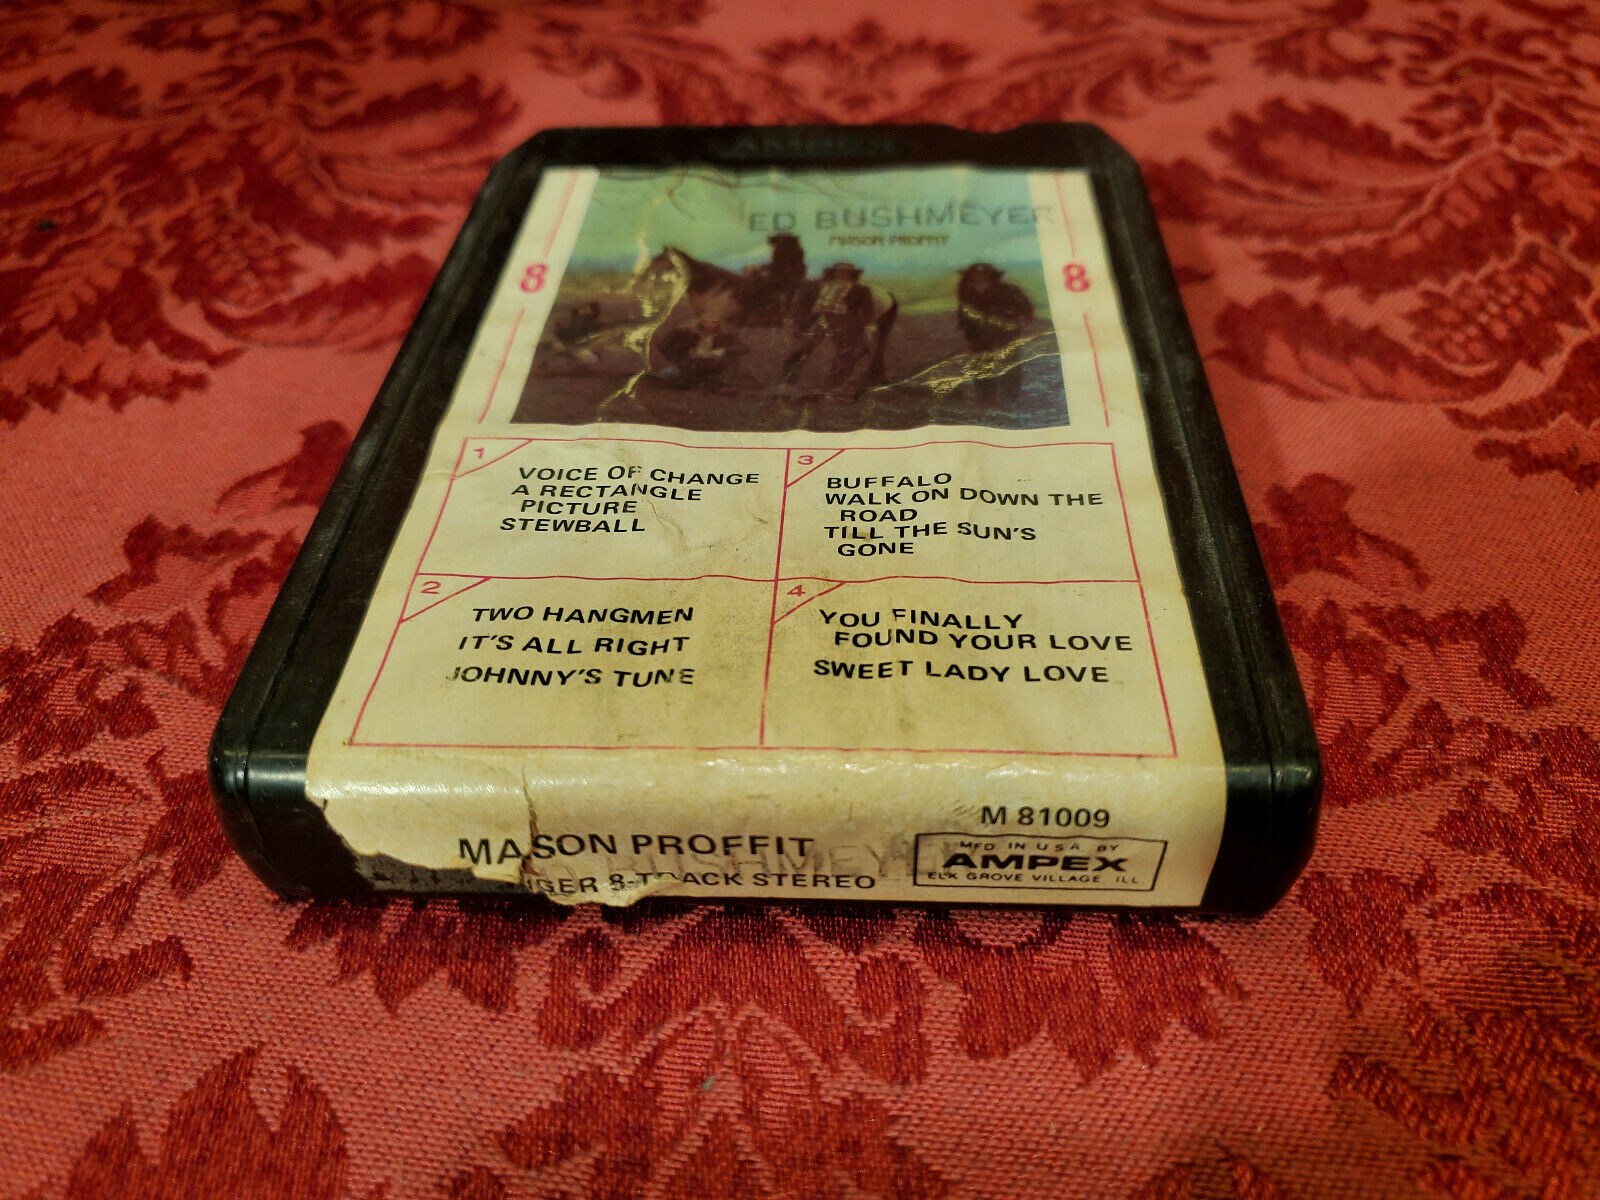 AMPEX
ED BUSHMEYER
MASON PROFFIT
8
8
1
VOICE OF CHANGE
A RECTANGLE
PICTURE
STEWBALL
3
BUFFALO
WALK ON DOWN THE
ROAD
TILL THE SUN'S
GONE
2
TWO HANGMEN
IT'S ALL RIGHT
JOHNNY'S TUNE
4
YOU FINALLY
FOUND YOUR LOVE
SWEET LADY LOVE
M 81009
MASON PROFFIT
BUSHMEYER
8-TRACK STEREO
MFD. IN U.S.A. BY
AMPEX
ELK GROVE VILLAGE, ILL